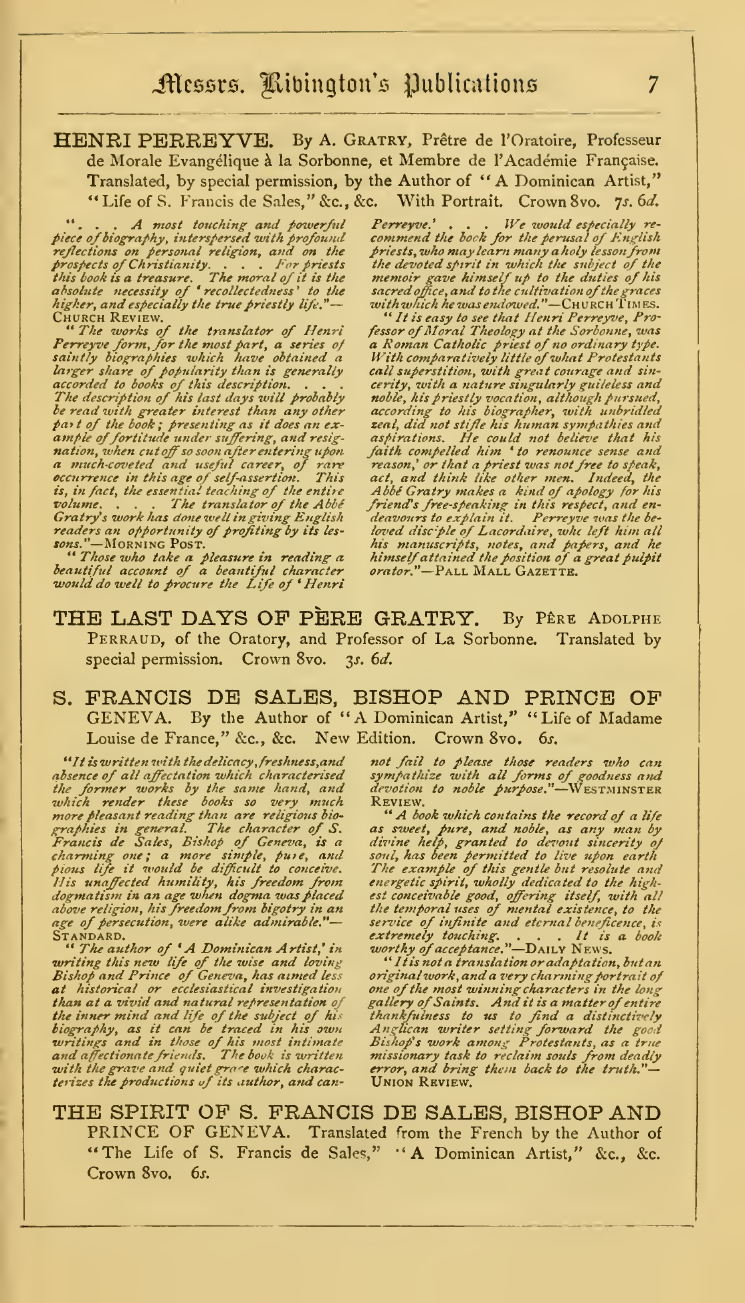 Messrs. Rivington's Publications 7
HENRI PERREYVE. By A. GRATRY, Prêtre de l'Oratoire, Professeur
de Morale Evangélique à la Sorbonne, et Membre de l'Académie Française.
Translated, by special permission, by the Author of "A Dominican Artist,"
"Life of S. Francis de Sales," &c., &c. With Portrait. Crown 8vo. 7s. 6d.
". . . A most touching and powerful
piece of biography, interspersed with profound
reflections on personal religion, and on the
prospects of Christianity. . . . For priests
this book is a treasure. The moral of it is the
absolute necessity of 'recollectedness' to the
higher, and especially the true priestly life."—
CHURCH REVIEW.
"The works of the translator of Henri
Perreyve form, for the most part, a series of
saintly biographies which have obtained a
larger share of popularity than is generally
accorded to books of this description. . . .
The description of his last days will probably
be read with greater interest than any other
part of the book; presenting as it does an ex-
ample of fortitude under suffering, and resig-
nation, when cut off so soon after entering upon
a much-coveted and useful career, of rare
occurrence in this age of self-assertion. This
is, in fact, the essential teaching of the entire
volume. . . . The translator of the Abbé
Gratry's work has done well in giving English
readers an opportunity of profiting by its les-
sons."—MORNING POST.
"Those who take a pleasure in reading a
beautiful account of a beautiful character
would do well to procure the Life of 'Henri
Perreyve.' . . . We would especially re-
commend the book for the perusal of English
priests, who may learn many a holy lesson from
the devoted spirit in which the subject of the
memoir gave himself up to the duties of his
sacred office, and to the cultivation of the graces
with which he was endowed."—CHURCH TIMES.
"It is easy to see that Henri Perreyve, Pro-
fessor of Moral Theology at the Sorbonne, was
a Roman Catholic priest of no ordinary type.
With comparatively little of what Protestants
call superstition, with great courage and sin-
cerity, with a nature singularly guileless and
noble, his priestly vocation, although pursued,
according to his biographer, with unbridled
zeal, did not stifle his human sympathies and
aspirations. He could not believe that his
faith compelled him 'to renounce sense and
reason,' or that a priest was not free to speak,
act, and think like other men. Indeed, the
Abbé Gratry makes a kind of apology for his
friend's free-speaking in this respect, and en-
deavours to explain it. Perreyve was the be-
loved disciple of Lacordaire, who left him all
his manuscripts, notes, and papers, and he
himself attained the position of a great pulpit
orator."—PALL MALL GAZETTE.
THE LAST DAYS OF PÈRE GRATRY. By PÈRE ADOLPHE
PERRAUD, of the Oratory, and Professor of La Sorbonne. Translated by
special permission. Crown 8vo. 3s. 6d.
S. FRANCIS DE SALES, BISHOP AND PRINCE OF
GENEVA. By the Author of "A Dominican Artist," "Life of Madame
Louise de France," &c., &c. New Edition. Crown 8vo. 6s.
"It is written with the delicacy, freshness, and
absence of all affectation which characterised
the former works by the same hand, and
which render these books so very much
more pleasant reading than are religious bio-
graphies in general. The character of S.
Francis de Sales, Bishop of Geneva, is a
charming one; a more simple, pure, and
pious life it would be difficult to conceive.
His unaffected humility, his freedom from
dogmatism in an age when dogma was placed
above religion, his freedom from bigotry in an
age of persecution, were alike admirable."—
STANDARD.
"The author of 'A Dominican Artist,' in
writing this new life of the wise and loving
Bishop and Prince of Geneva, has aimed less
at historical or ecclesiastical investigation
than at a vivid and natural representation of
the inner mind and life of the subject of his
biography, as it can be traced in his own
writings and in those of his most intimate
and affectionate friends. The book is written
with the grave and quiet grace which charac-
terizes the productions of its author, and can-
not fail to please those readers who can
sympathize with all forms of goodness and
devotion to noble purpose."—WESTMINSTER
REVIEW.
"A book which contains the record of a life
as sweet, pure, and noble, as any man by
divine help, granted to devout sincerity of
soul, has been permitted to live upon earth
The example of this gentle but resolute and
energetic spirit, wholly dedicated to the high-
est conceivable good, offering itself, with all
the temporal uses of mental existence, to the
service of infinite and eternal beneficence, is
extremely touching. . . . It is a book
worthy of acceptance."—DAILY NEWS.
"It is not a translation or adaptation, but an
original work, and a very charming portrait of
one of the most winning characters in the long
gallery of Saints. And it is a matter of entire
thankfulness to us to find a distinctively
Anglican writer setting forward the good
Bishop's work among Protestants, as a true
missionary task to reclaim souls from deadly
error, and bring them back to the truth."—
UNION REVIEW.
THE SPIRIT OF S. FRANCIS DE SALES, BISHOP AND
PRINCE OF GENEVA. Translated from the French by the Author of
"The Life of S. Francis de Sales," "A Dominican Artist," &c., &c.
Crown 8vo. 6s.